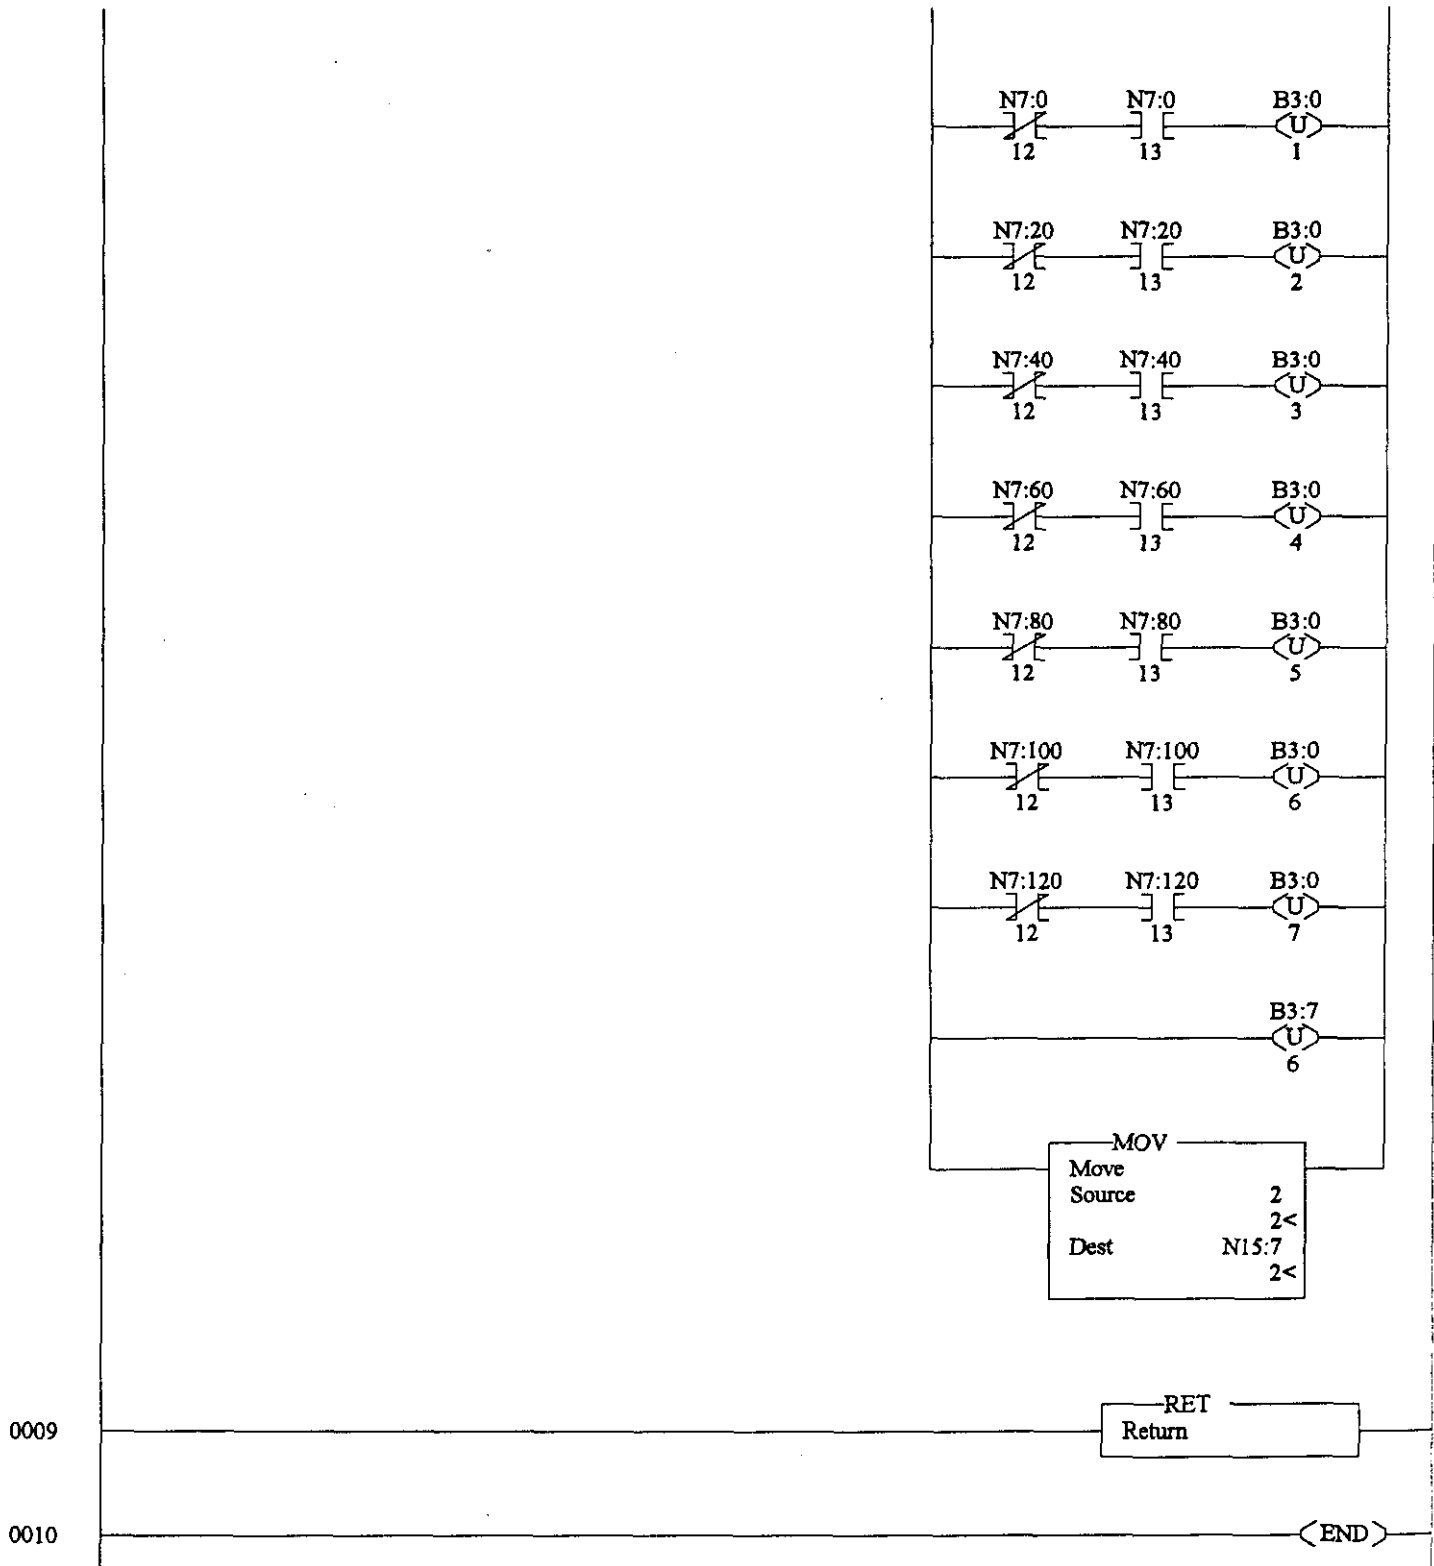 N7:0 N7:0 B3:0
U
12 13 1
N7:20 N7:20 B3:0
U
12 13 2
N7:40 N7:40 B3:0
U
12 13 3
N7:60 N7:60 B3:0
U
12 13 4
N7:80 N7:80 B3:0
U
12 13 5
N7:100 N7:100 B3:0
U
12 13 6
N7:120 N7:120 B3:0
U
12 13 7
B3:7
U
6
MOV
Move
Source 2
2<
Dest N15:7
2<
RET
0009 Return
0010 END